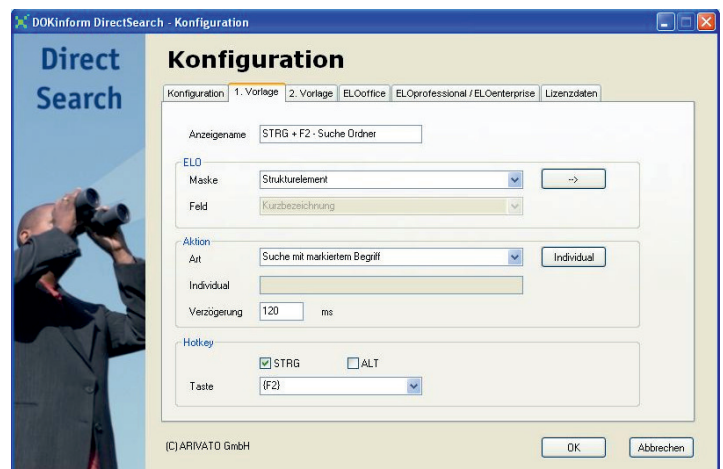 DOKinform DirectSearch - Konfiguration
Direct
Search
Konfiguration
Konfiguration 1. Vorlage 2. Vorlage ELOoffice ELOprofessional / ELOenterprise Lizenzdaten
Anzeigename STRG + F2 - Suche Ordner
ELO
Maske Strukturelement -->
Feld Kurzbezeichnung
Aktion
Art Suche mit markiertem Begriff Individual
Individual
Verzögerung 120 ms
Hotkey
STRG ALT
Taste {F2}
(C) ARIVATO GmbH OK Abbrechen